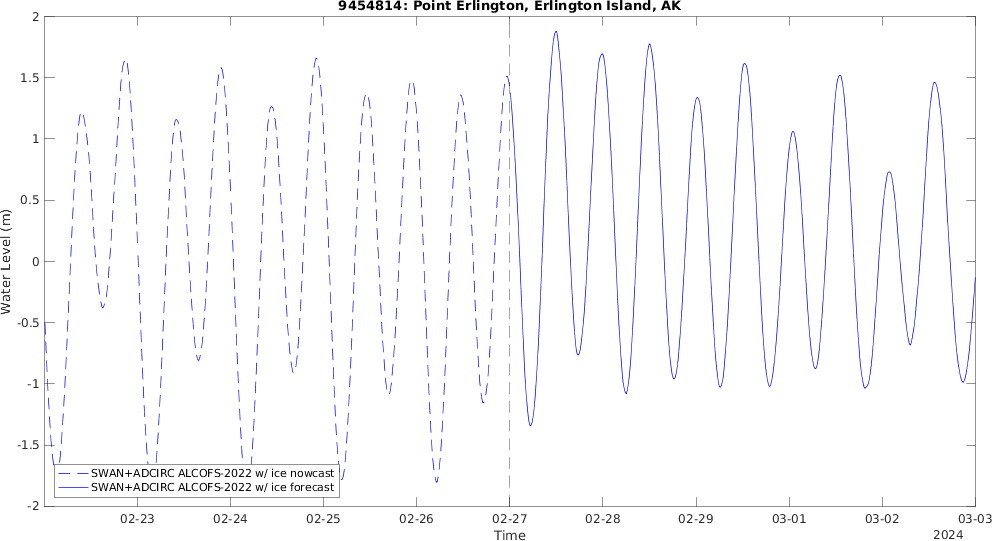 9454814: Point Erlington, Erlington Island, AK
2
1.5
1
0.5
0
-0.5
-1
-1.5
-2
Water Level (m)
SWAN+ADCIRC ALCOFS-2022 w/ ice nowcast
SWAN+ADCIRC ALCOFS-2022 w/ ice forecast
02-23 02-24 02-25 02-26 02-27 02-28 02-29 03-01 03-02 03-03
Time
2024